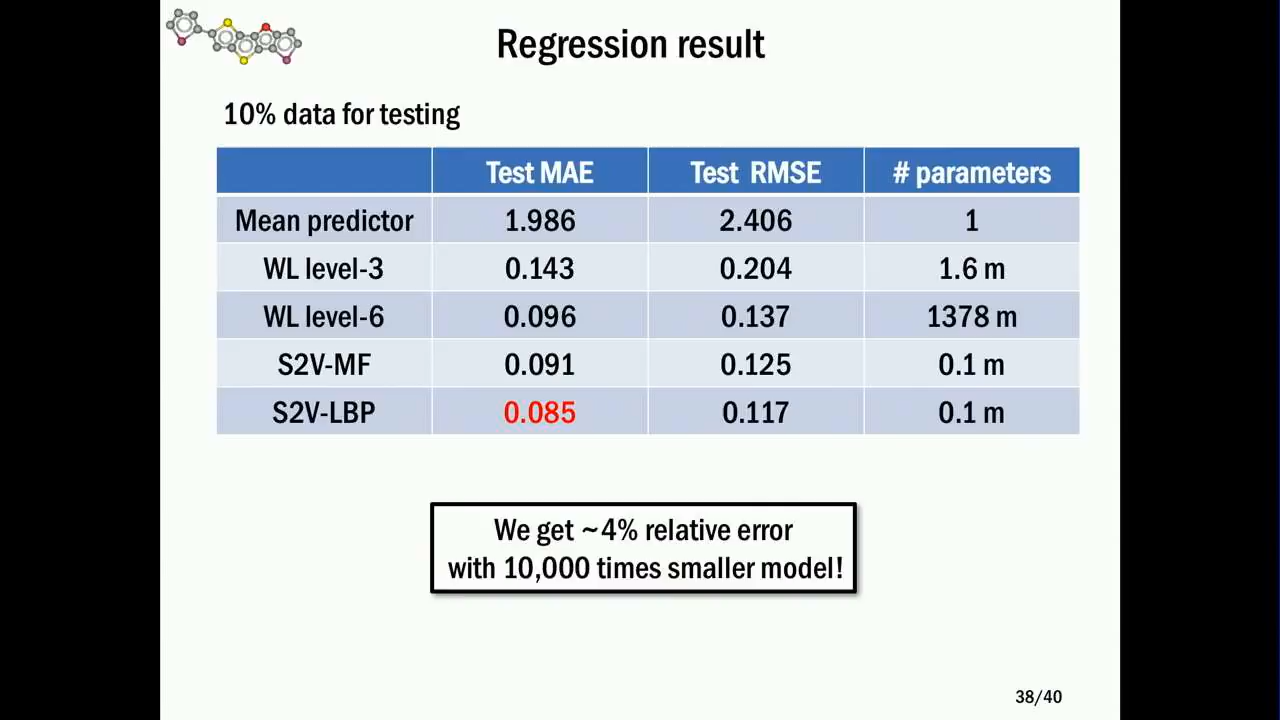 Regression result
10% data for testing
Test MAE Test RMSE # parameters
Mean predictor 1.986 2.406 1
WL level-3 0.143 0.204 1.6 m
WL level-6 0.096 0.137 1378 m
S2V-MF 0.091 0.125 0.1 m
S2V-LBP 0.085 0.117 0.1 m
We get ~4% relative error
with 10,000 times smaller model!
38/40